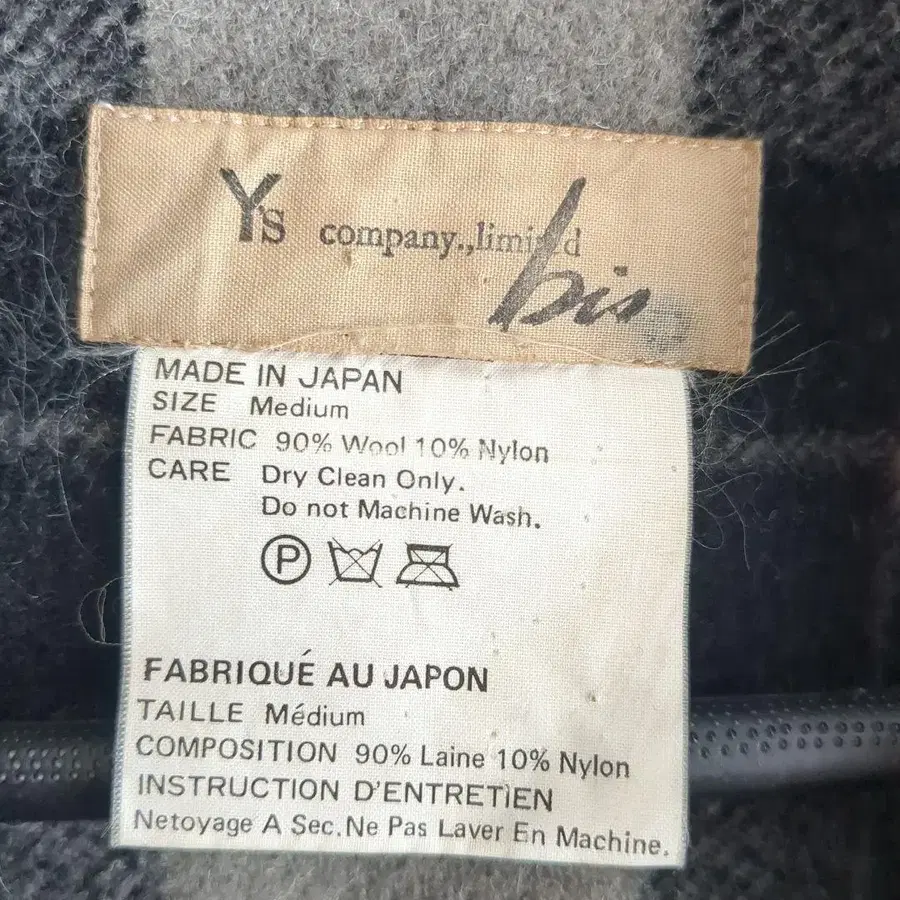 Y's company.,limited
bis
MADE IN JAPAN
SIZE Medium
FABRIC 90% Wool 10% Nylon
CARE Dry Clean Only.
Do not Machine Wash.
P
FABRIQUÉ AU JAPON
TAILLE Médium
COMPOSITION 90% Laine 10% Nylon
INSTRUCTION D'ENTRETIEN
Netoyage A Sec. Ne Pas Laver En Machine.